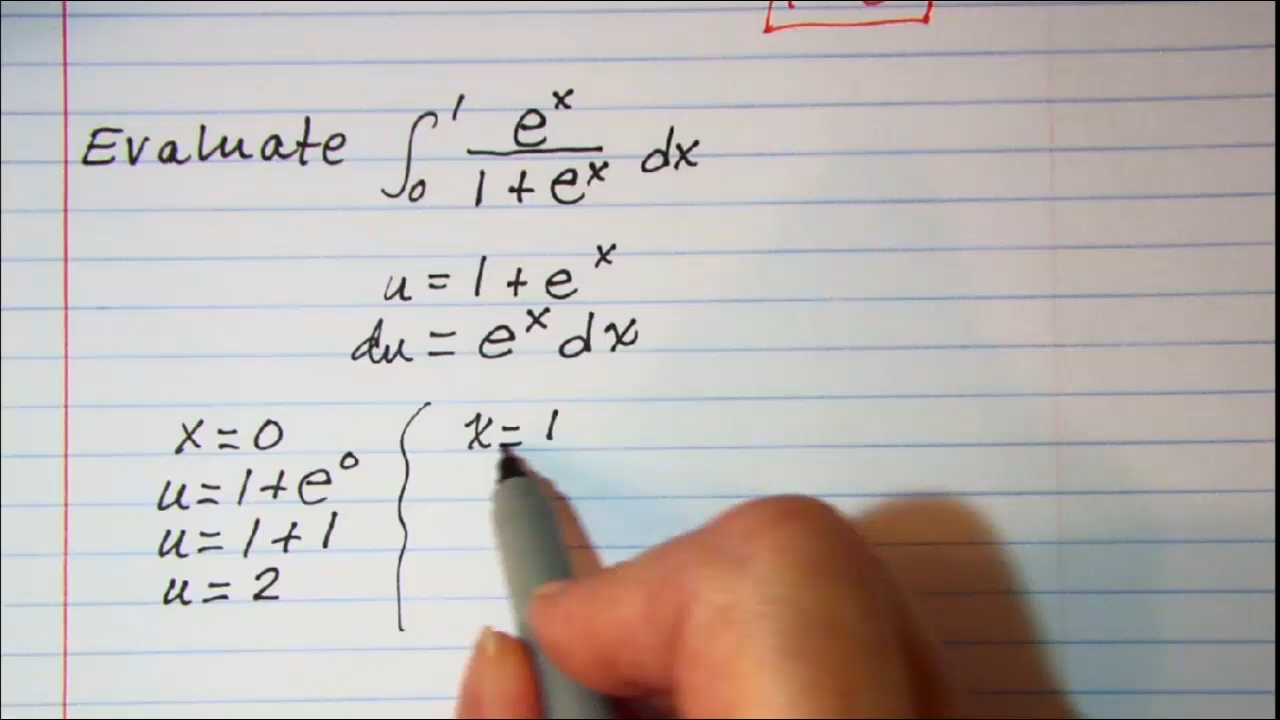 Evaluate ∫₀¹ eˣ/(1+eˣ) dx
u = 1 + eˣ
du = eˣ dx
x = 0
u = 1 + e⁰
u = 1 + 1
u = 2
x = 1